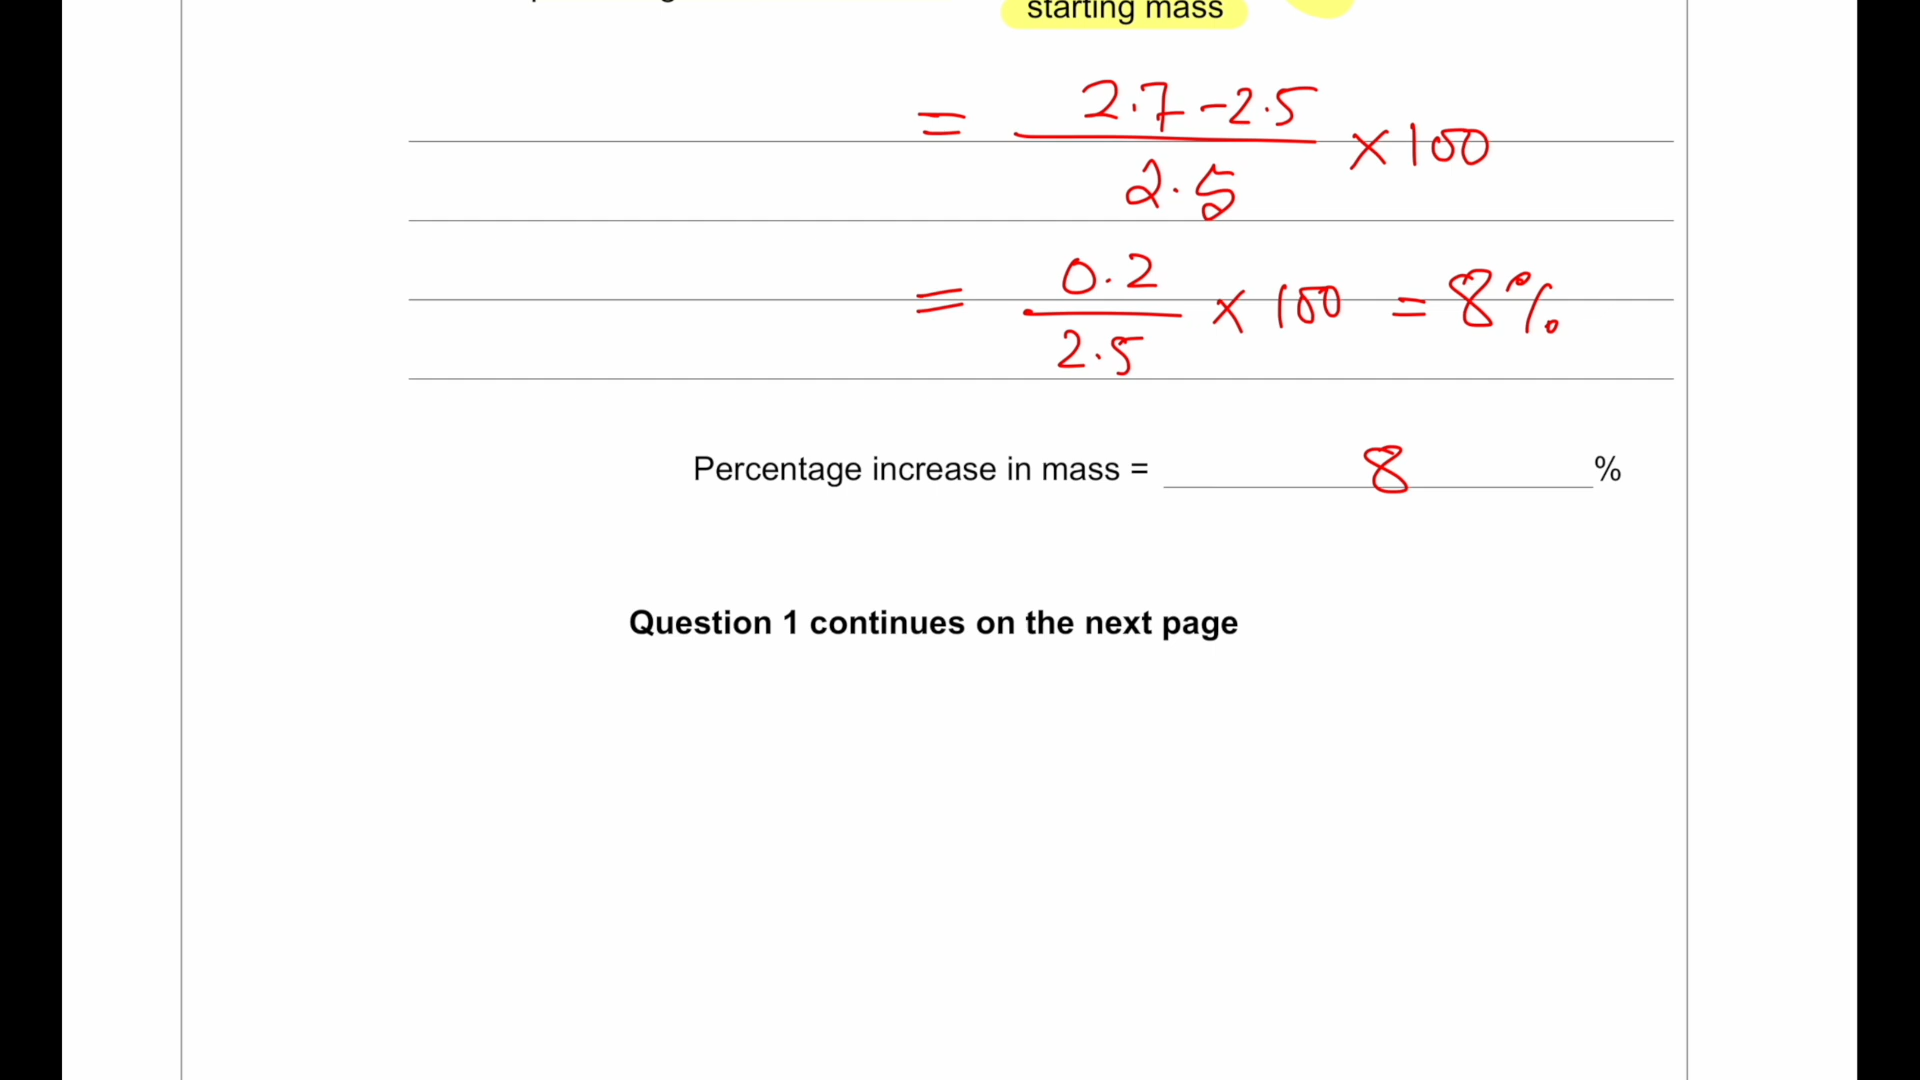 starting mass
= 2.7-2.5 / 2.5 × 100
= 0.2 / 2.5 × 100 = 8%
Percentage increase in mass = 8 %
Question 1 continues on the next page